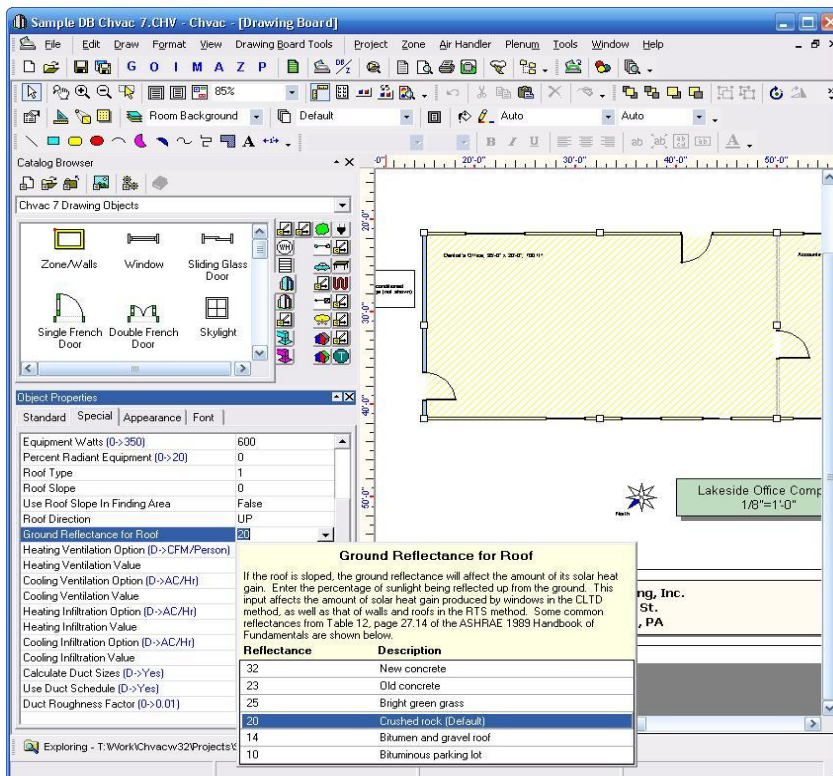 Sample DB Chvac 7.CHV - Chvac - [Drawing Board]
File Edit Draw Format View Drawing Board Tools Project Zone Air Handler Plenum Tools Window Help
G O I M A Z P
85%
Room Background Default Auto Auto
A B I U ab ab ab A
Catalog Browser
Chvac 7 Drawing Objects
Zone/Walls Window Sliding Glass Door
Single French Door Double French Door Skylight
WH
T
0" 20'-0" 30'-0" 40'-0" 50'-0"
20'-0"
30'-0"
40'-0"
50'-0"
Object Properties
Standard Special Appearance Font
Equipment Watts (0->350) 600
Percent Radiant Equipment (0->20) 0
Roof Type 1
Roof Slope 0
Use Roof Slope In Finding Area False
Roof Direction UP
Ground Reflectance for Roof 20
Heating Ventilation Option (D->CFM/Person)
Heating Ventilation Value
Cooling Ventilation Option (D->AC/Hr)
Cooling Ventilation Value
Heating Infiltration Option (D->AC/Hr)
Heating Infiltration Value
Cooling Infiltration Option (D->AC/Hr)
Cooling Infiltration Value
Calculate Duct Sizes (D->Yes)
Use Duct Schedule (D->Yes)
Duct Roughness Factor (0->0.01)
North
Lakeside Office Comp
1/8"=1'-0"
ng, Inc.
St.
, PA
Ground Reflectance for Roof
If the roof is sloped, the ground reflectance will affect the amount of its solar heat
gain. Enter the percentage of sunlight being reflected up from the ground. This
input affects the amount of solar heat gain produced by windows in the CLTD
method, as well as that of walls and roofs in the RTS method. Some common
reflectances from Table 12, page 27.14 of the ASHRAE 1989 Handbook of
Fundamentals are shown below.
Reflectance Description
32 New concrete
23 Old concrete
25 Bright green grass
20 Crushed rock (Default)
14 Bitumen and gravel roof
10 Bituminous parking lot
Exploring - T:\Work\Chvacw32\Projects\